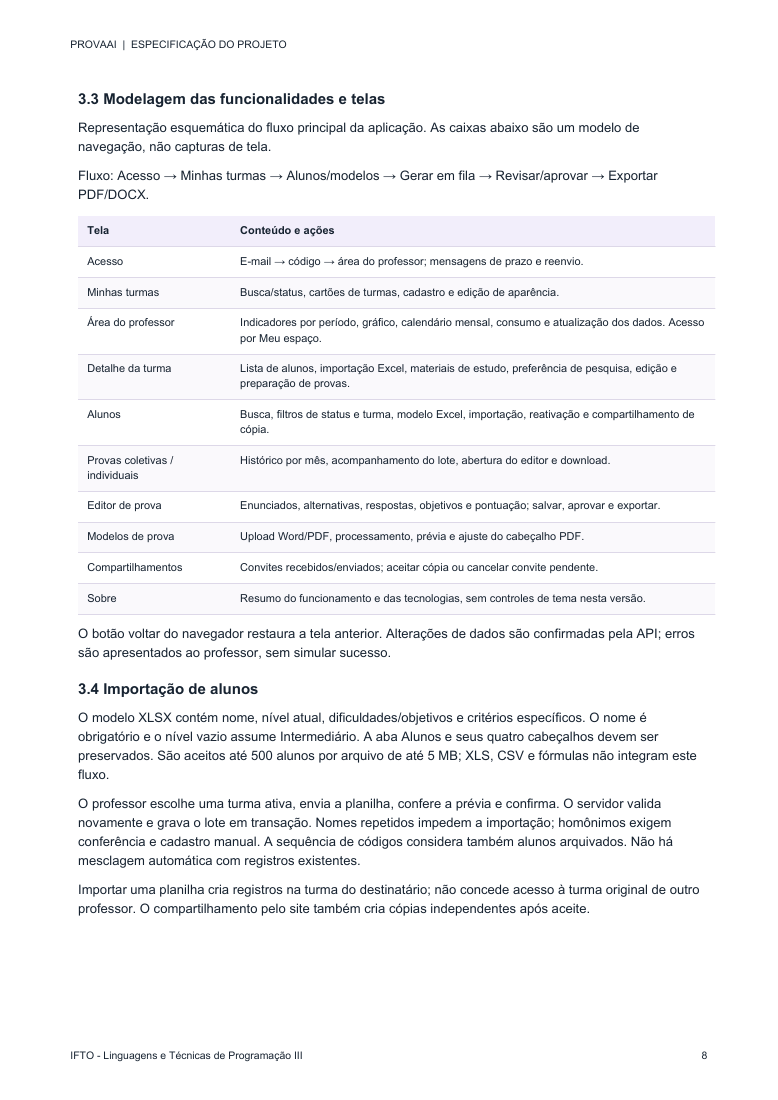 PROVAAI | ESPECIFICAÇÃO DO PROJETO
3.3 Modelagem das funcionalidades e telas
Representação esquemática do fluxo principal da aplicação. As caixas abaixo são um modelo de
navegação, não capturas de tela.
Fluxo: Acesso → Minhas turmas → Alunos/modelos → Gerar em fila → Revisar/aprovar → Exportar
PDF/DOCX.
Tela Conteúdo e ações
Acesso E-mail → código → área do professor; mensagens de prazo e reenvio.
Minhas turmas Busca/status, cartões de turmas, cadastro e edição de aparência.
Área do professor Indicadores por período, gráfico, calendário mensal, consumo e atualização dos dados. Acesso
por Meu espaço.
Detalhe da turma Lista de alunos, importação Excel, materiais de estudo, preferência de pesquisa, edição e
preparação de provas.
Alunos Busca, filtros de status e turma, modelo Excel, importação, reativação e compartilhamento de
cópia.
Provas coletivas / Histórico por mês, acompanhamento do lote, abertura do editor e download.
individuais
Editor de prova Enunciados, alternativas, respostas, objetivos e pontuação; salvar, aprovar e exportar.
Modelos de prova Upload Word/PDF, processamento, prévia e ajuste do cabeçalho PDF.
Compartilhamentos Convites recebidos/enviados; aceitar cópia ou cancelar convite pendente.
Sobre Resumo do funcionamento e das tecnologias, sem controles de tema nesta versão.
O botão voltar do navegador restaura a tela anterior. Alterações de dados são confirmadas pela API; erros
são apresentados ao professor, sem simular sucesso.
3.4 Importação de alunos
O modelo XLSX contém nome, nível atual, dificuldades/objetivos e critérios específicos. O nome é
obrigatório e o nível vazio assume Intermediário. A aba Alunos e seus quatro cabeçalhos devem ser
preservados. São aceitos até 500 alunos por arquivo de até 5 MB; XLS, CSV e fórmulas não integram este
fluxo.
O professor escolhe uma turma ativa, envia a planilha, confere a prévia e confirma. O servidor valida
novamente e grava o lote em transação. Nomes repetidos impedem a importação; homônimos exigem
conferência e cadastro manual. A sequência de códigos considera também alunos arquivados. Não há
mesclagem automática com registros existentes.
Importar uma planilha cria registros na turma do destinatário; não concede acesso à turma original de outro
professor. O compartilhamento pelo site também cria cópias independentes após aceite.
IFTO - Linguagens e Técnicas de Programação III 8